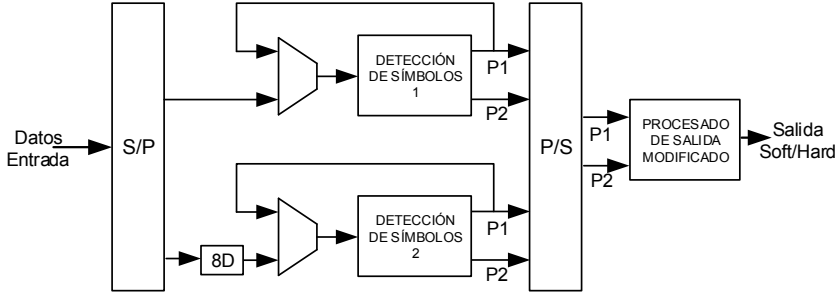 Datos
Entrada
S/P
8D
DETECCIÓN
DE SÍMBOLOS
1
P1
P2
DETECCIÓN
DE SÍMBOLOS
2
P1
P2
P/S
P1
P2
PROCESADO
DE SALIDA
MODIFICADO
Salida
Soft/Hard